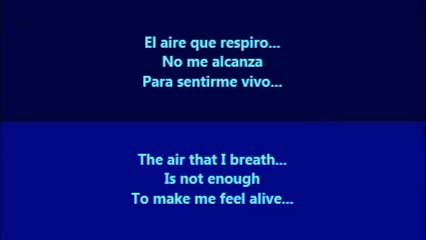 El aire que respiro...
No me alcanza
Para sentirme vivo...
The air that I breath...
Is not enough
To make me feel alive...